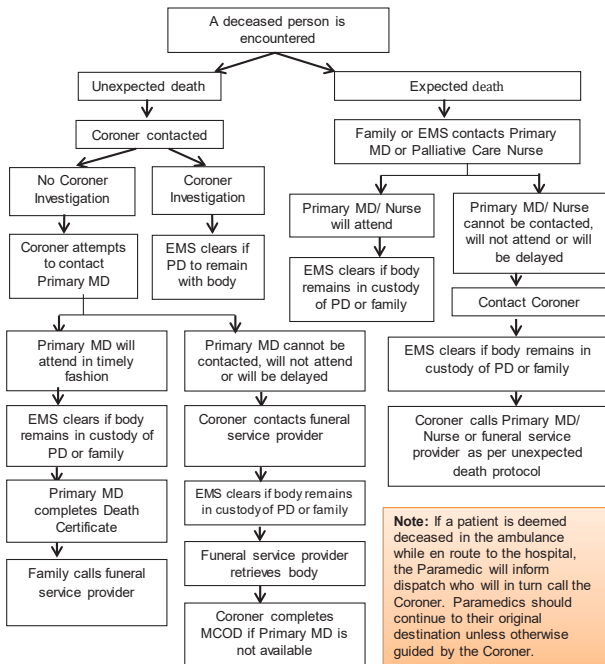 A deceased person is
encountered
Unexpected death
Expected death
Coroner contacted
Family or EMS contacts Primary
MD or Palliative Care Nurse
No Coroner
Investigation
Coroner
Investigation
Primary MD/ Nurse
will attend
Primary MD/ Nurse
cannot be contacted,
will not attend or will
be delayed
Coroner attempts
to contact
Primary MD
EMS clears if
PD to remain
with body
EMS clears if body
remains in custody
of PD or family
Contact Coroner
Primary MD will
attend in timely
fashion
Primary MD cannot be
contacted, will not attend
or will be delayed
EMS clears if body remains in
custody of PD or family
EMS clears if body
remains in custody of
PD or family
Coroner contacts funeral
service provider
Coroner calls Primary MD/
Nurse or funeral service
provider as per unexpected
death protocol
Primary MD
completes Death
Certificate
EMS clears if body remains
in custody of PD or family
Family calls funeral
service provider
Funeral service provider
retrieves body
Coroner completes
MCOD if Primary MD is
not available
Note: If a patient is deemed
deceased in the ambulance
while en route to the hospital,
the Paramedic will inform
dispatch who will in turn call the
Coroner. Paramedics should
continue to their original
destination unless otherwise
guided by the Coroner.